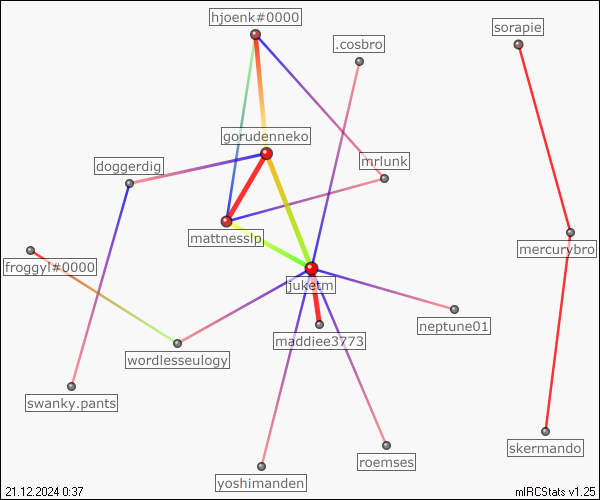 hjoenk#0000
sorapie
.cosbro
gorudenneko
mrlunk
doggerdig
mattnesslp
mercurybro
froggyl#0000
juketm
neptune01
maddiee3773
wordlesseulogy
swanky.pants
skermando
roemses
yoshimanden
21.12.2024 0:37
mIRCStats v1.25